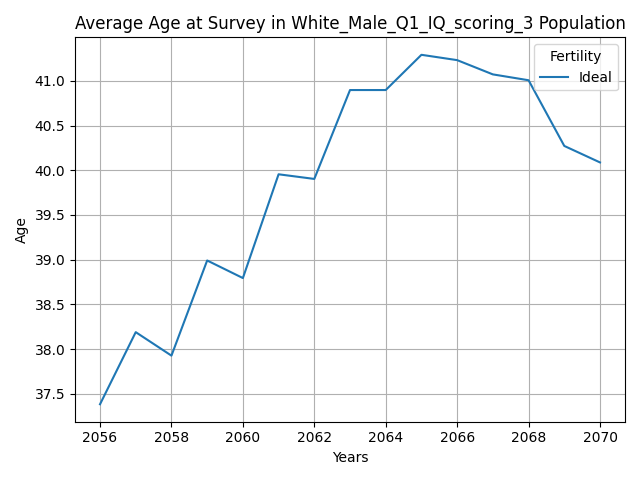 Average Age at Survey in White_Male_Q1_IQ_scoring_3 Population
Fertility
Ideal
41.0
40.5
40.0
39.5
39.0
38.5
38.0
37.5
Age
2056 2058 2060 2062 2064 2066 2068 2070
Years